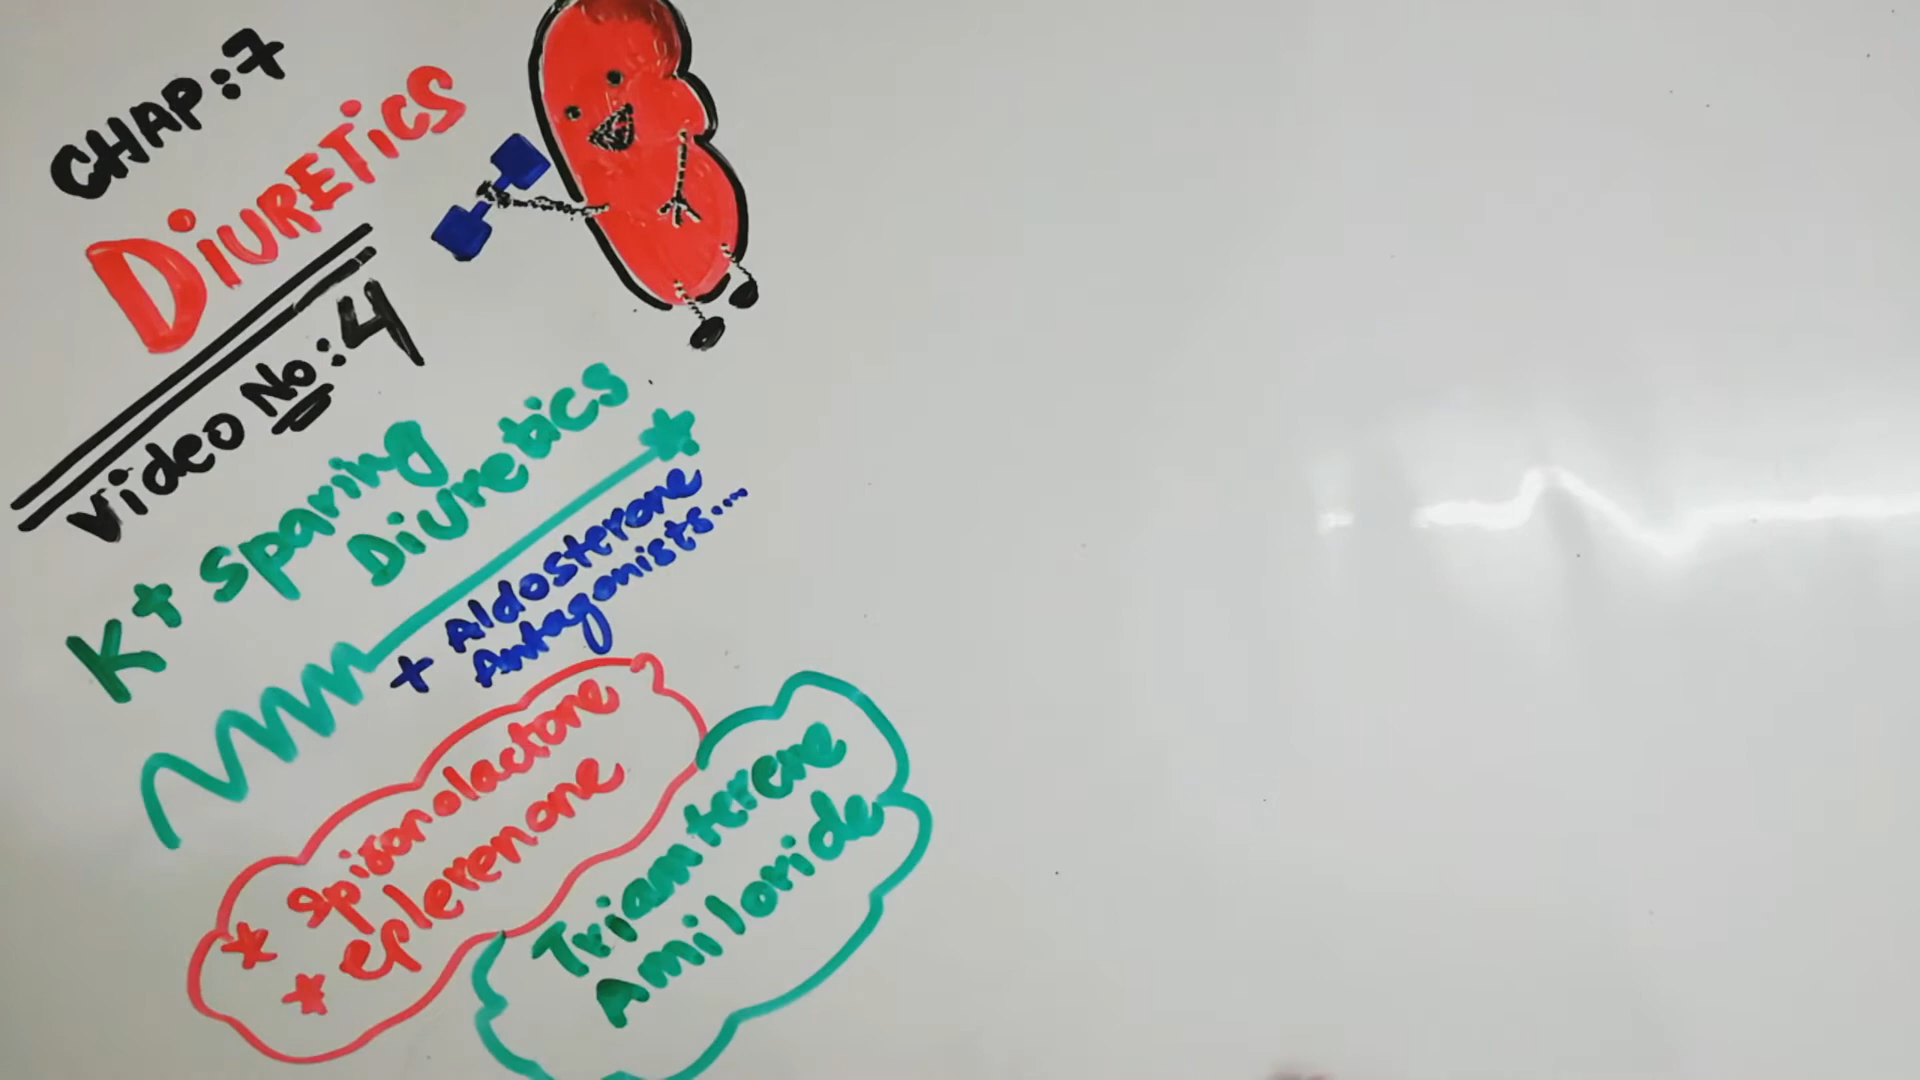 CHAP:7
DiURETiCS
Video No:4
K+ Sparing
Diuretics
+ Aldosterone
Antagonists....
* Spironolactone
* eplerenone
Triamterene
Amiloride